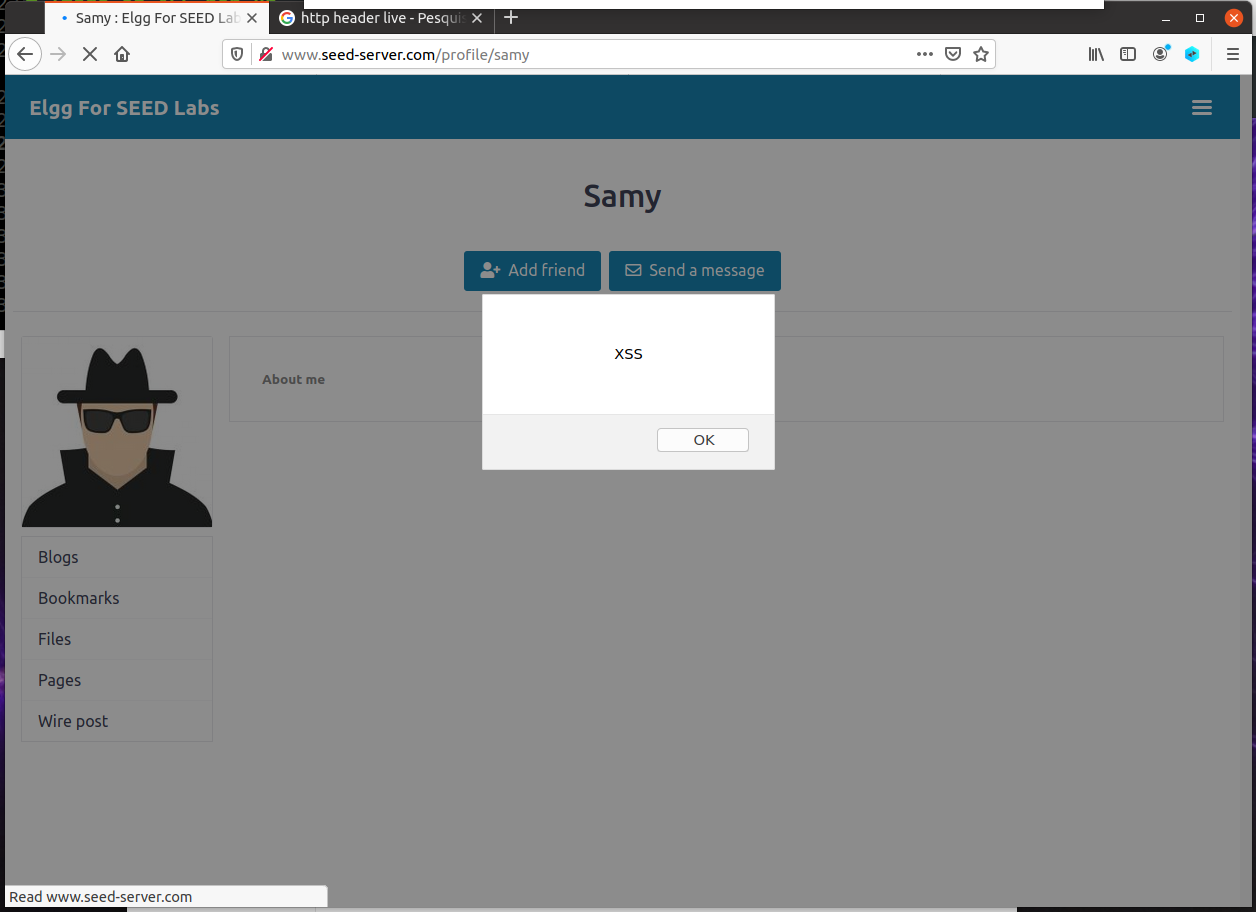 Samy : Elgg For SEED Lab
http header live - Pesquis
www.seed-server.com/profile/samy
Elgg For SEED Labs
Samy
Add friend
Send a message
XSS
OK
About me
Blogs
Bookmarks
Files
Pages
Wire post
Read www.seed-server.com